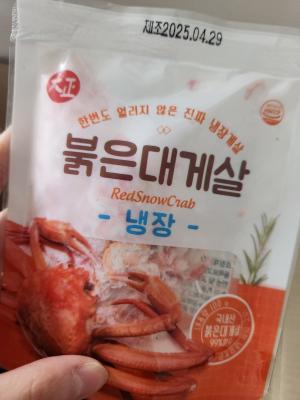 제조2025.04.29
大正
한번도 얼리지 않은 진짜 냉장게살
붉은대게살
RedSnowCrab
- 냉장 -
국내산
붉은대게살